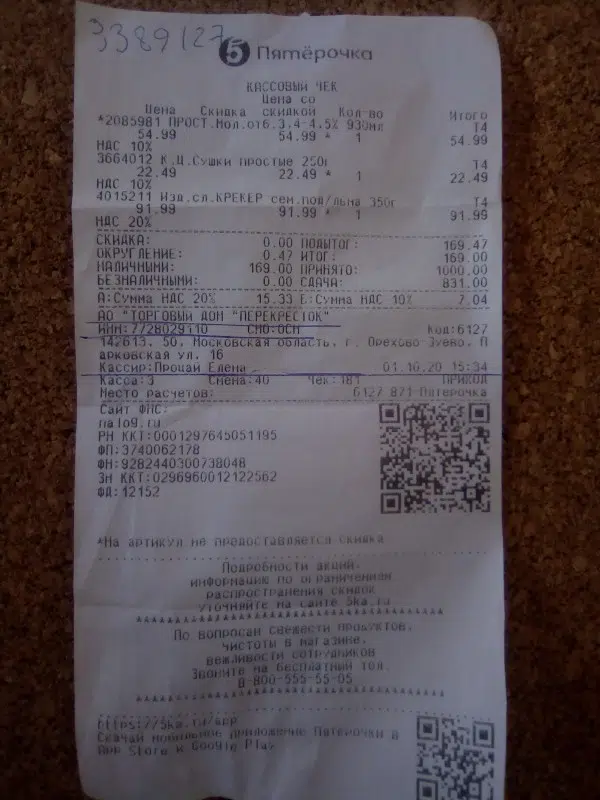 3389127
5 Пятёрочка
КАССОВЫЙ ЧЕК
Цена со
Цена Скидка скидкой Кол-во Итого
*2085981 ПРОСТ.Мол.от6.3.4-4.5% 930мл Т4
54.99 54.99 * 1 54.99
НДС 10%
3664012 К.Ц.Сушки простые 250г Т4
22.49 22.49 * 1 22.49
НДС 10%
4015211 Изд.сл.КРЕКЕР сем.под/льна 350г Т4
91.99 91.99 * 1 91.99
НДС 20%
СКИДКА: 0.00 ПОДЫТОГ: 169.47
ОКРУГЛЕНИЕ: 0.47 ИТОГ: 169.00
НАЛИЧНЫМИ: 169.00 ПРИНЯТО: 1000.00
БЕЗНАЛИЧНЫМИ: 0.00 СДАЧА: 831.00
А:Сумма НДС 20% 15.33 Б:Сумма НДС 10% 7.04
АО "ТОРГОВЫЙ ДОМ "ПЕРЕКРЕСТОК"
ИНН:7728029110 СНО:ОСН Код:6127
142613, 50, Московская область, г. Орехово Зуево, П
арковская ул. 16
Кассир:Процай Елена 01.10.20 15:34
Касса:3 Смена:40 Чек:181 ПРИХОД
Место расчетов: 6127 871-Пятерочка
Сайт ФНС:
nalog.ru
РН ККТ:0001297645051195
ФП:3740062178
ФН:9282440300738048
ЗН ККТ:0296960012122562
ФД:12152
*На артикул не предоставляется скидка
Подробности акций,
информацию по ограничениям
распространения скидок
уточняйте на сайте 5ka.ru
По вопросам свежести продуктов,
чистоты в магазине,
вежливости сотрудников
Звоните на бесплатный тел.
8-800-555-55-05
https://5ka.ru/app
Скачай мобильное приложение Пятерочки в
App Store и Google Play